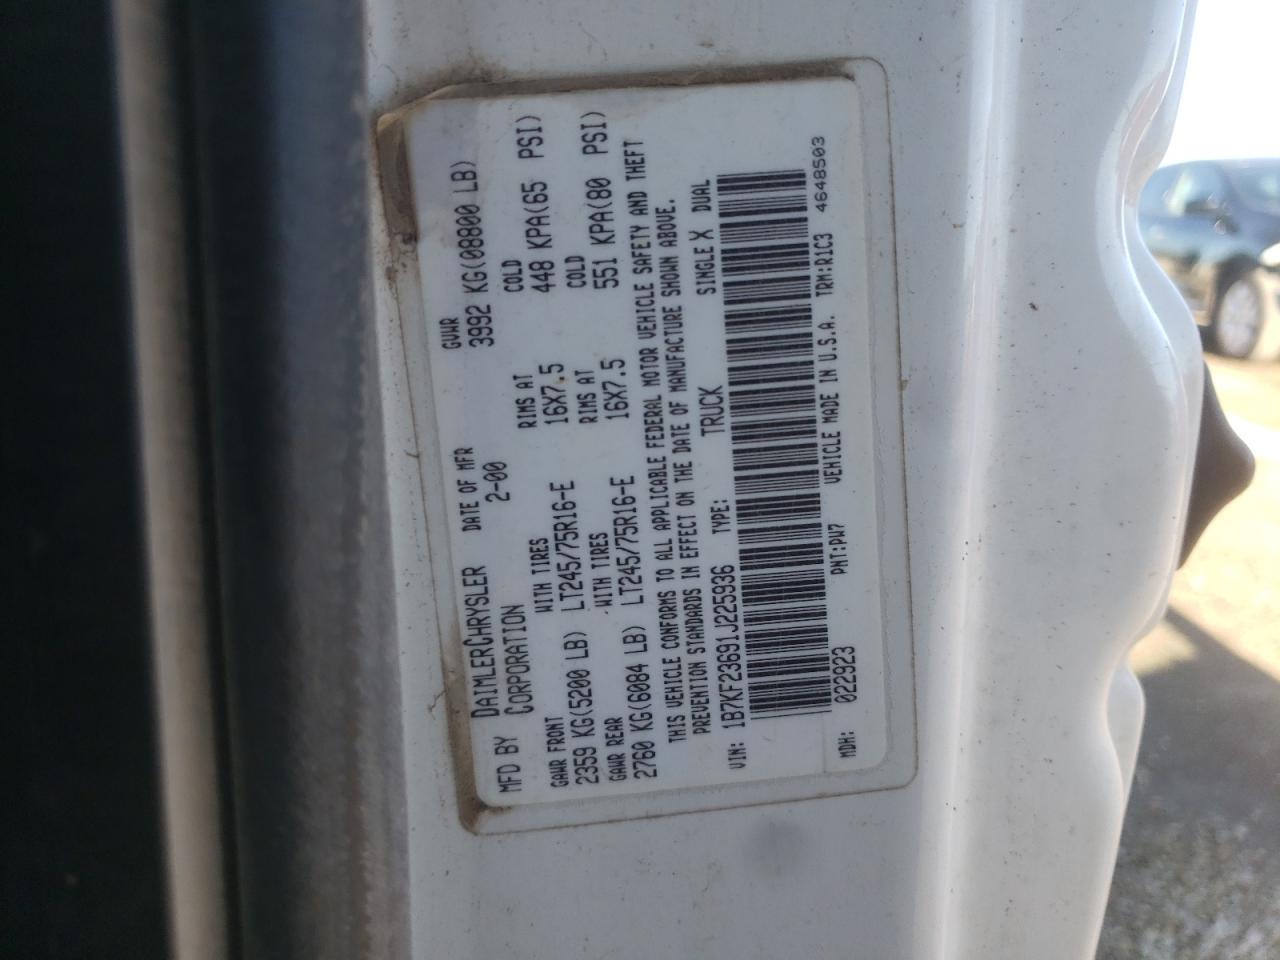 MFD BY DAIMLERCHRYSLER DATE OF MFR GVWR
CORPORATION 2-00 3992 KG(08800 LB)
GAWR FRONT WITH TIRES RIMS AT COLD
2359 KG(5200 LB) LT245/75R16-E 16X7.5 448 KPA(65 PSI)
GAWR REAR WITH TIRES RIMS AT COLD
2760 KG(6084 LB) LT245/75R16-E 16X7.5 551 KPA(80 PSI)
THIS VEHICLE CONFORMS TO ALL APPLICABLE FEDERAL MOTOR VEHICLE SAFETY AND THEFT
PREVENTION STANDARDS IN EFFECT ON THE DATE OF MANUFACTURE SHOWN ABOVE.
VIN: 1B7KF23691J225936 TYPE: TRUCK SINGLE X DUAL
MDH: 022923 PNT:PW7 VEHICLE MADE IN U.S.A. TRM:R1C3 4648503